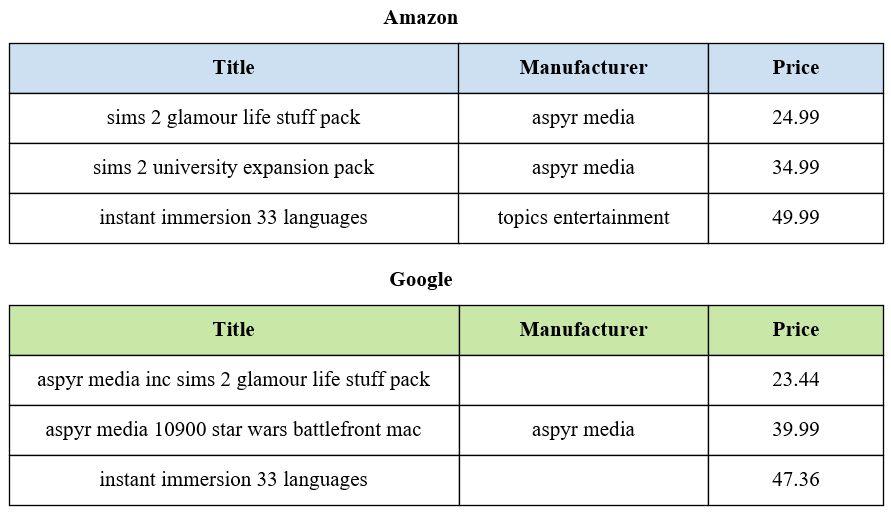 Amazon
Title Manufacturer Price
sims 2 glamour life stuff pack aspyr media 24.99
sims 2 university expansion pack aspyr media 34.99
instant immersion 33 languages topics entertainment 49.99
Google
Title Manufacturer Price
aspyr media inc sims 2 glamour life stuff pack 23.44
aspyr media 10900 star wars battlefront mac aspyr media 39.99
instant immersion 33 languages 47.36